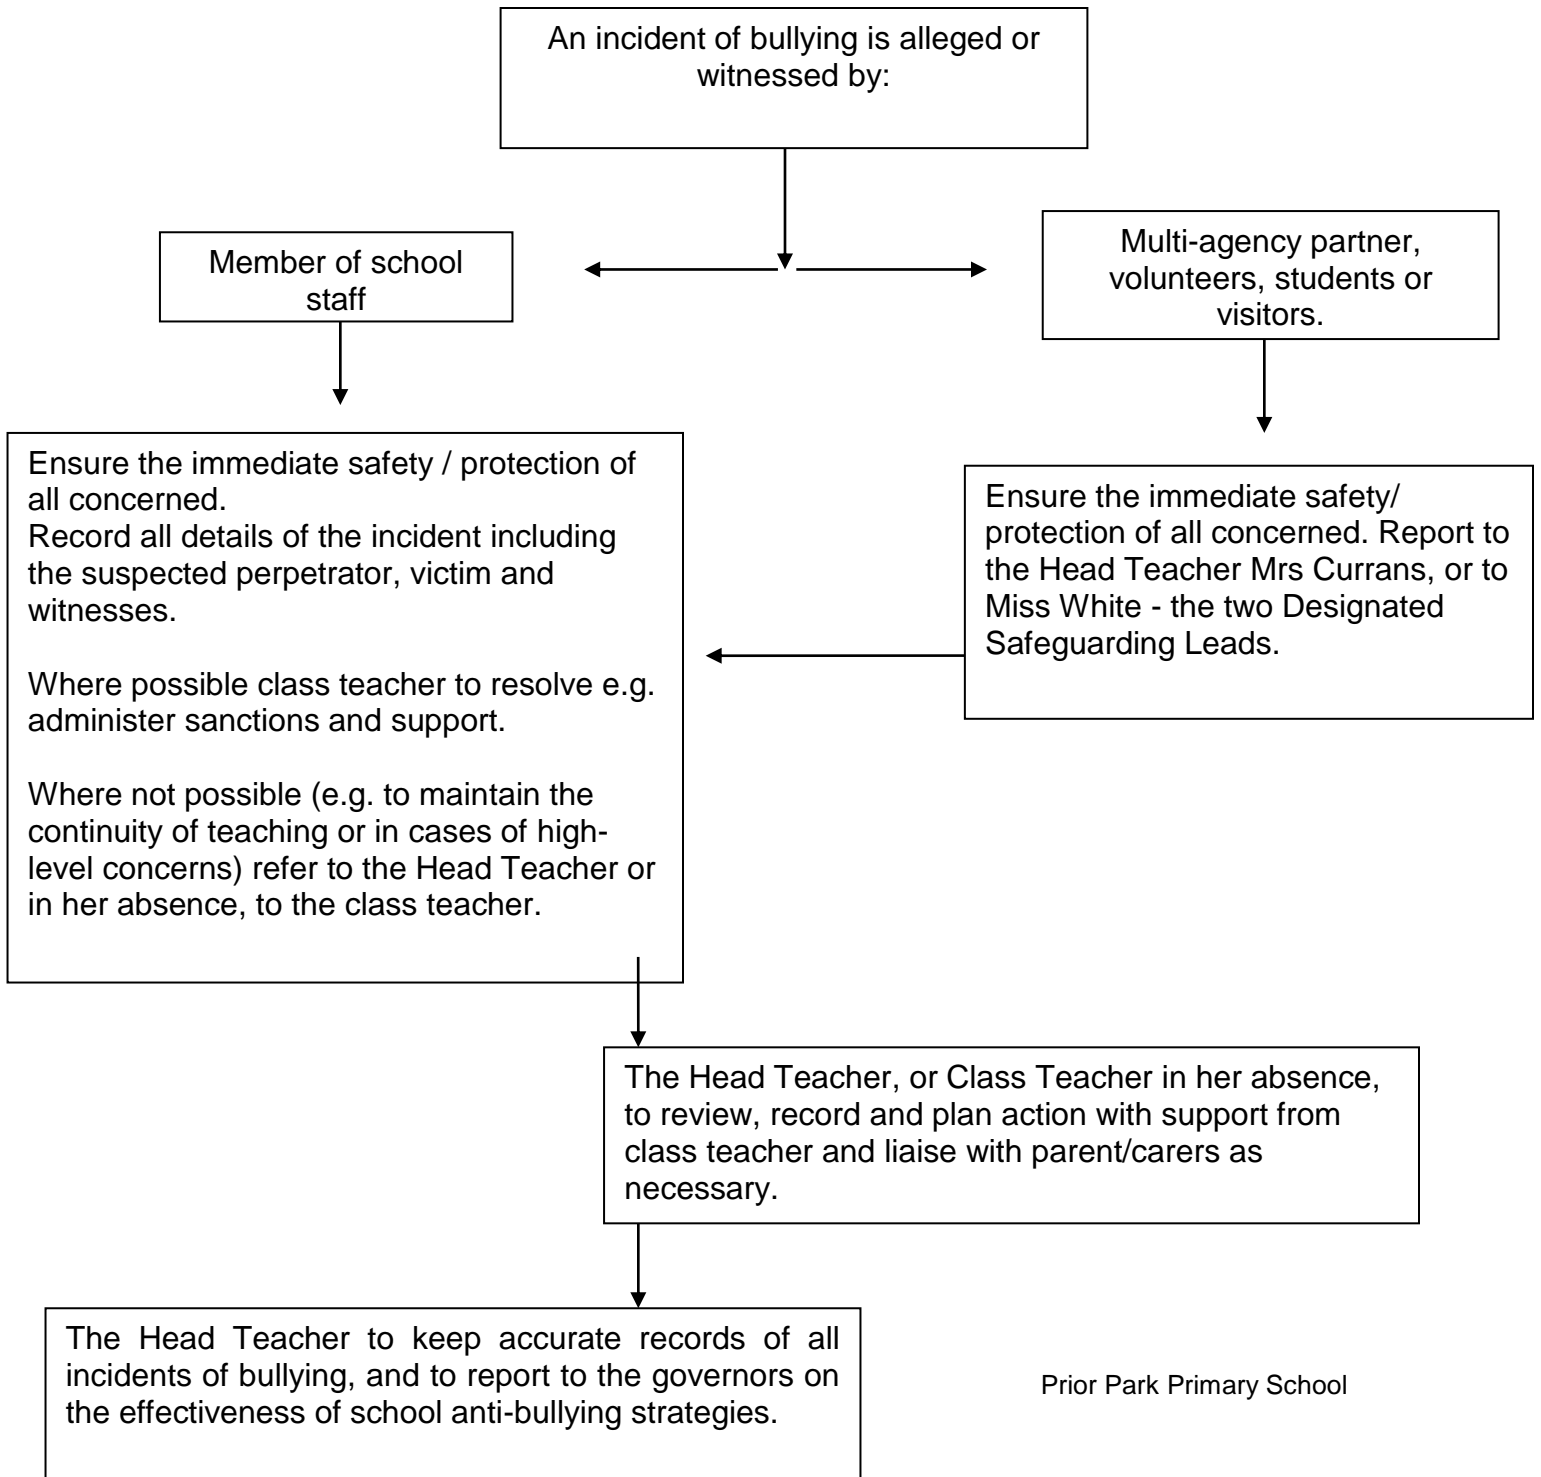 An incident of bullying is alleged or
witnessed by:
Member of school
staff
Multi-agency partner,
volunteers, students or
visitors.
Ensure the immediate safety / protection of
all concerned.
Record all details of the incident including
the suspected perpetrator, victim and
witnesses.
Where possible class teacher to resolve e.g.
administer sanctions and support.
Where not possible (e.g. to maintain the
continuity of teaching or in cases of high-
level concerns) refer to the Head Teacher or
in her absence, to the class teacher.
Ensure the immediate safety/
protection of all concerned. Report to
the Head Teacher Mrs Currans, or to
Miss White - the two Designated
Safeguarding Leads.
The Head Teacher, or Class Teacher in her absence,
to review, record and plan action with support from
class teacher and liaise with parent/carers as
necessary.
The Head Teacher to keep accurate records of all
incidents of bullying, and to report to the governors on
the effectiveness of school anti-bullying strategies.
Prior Park Primary School